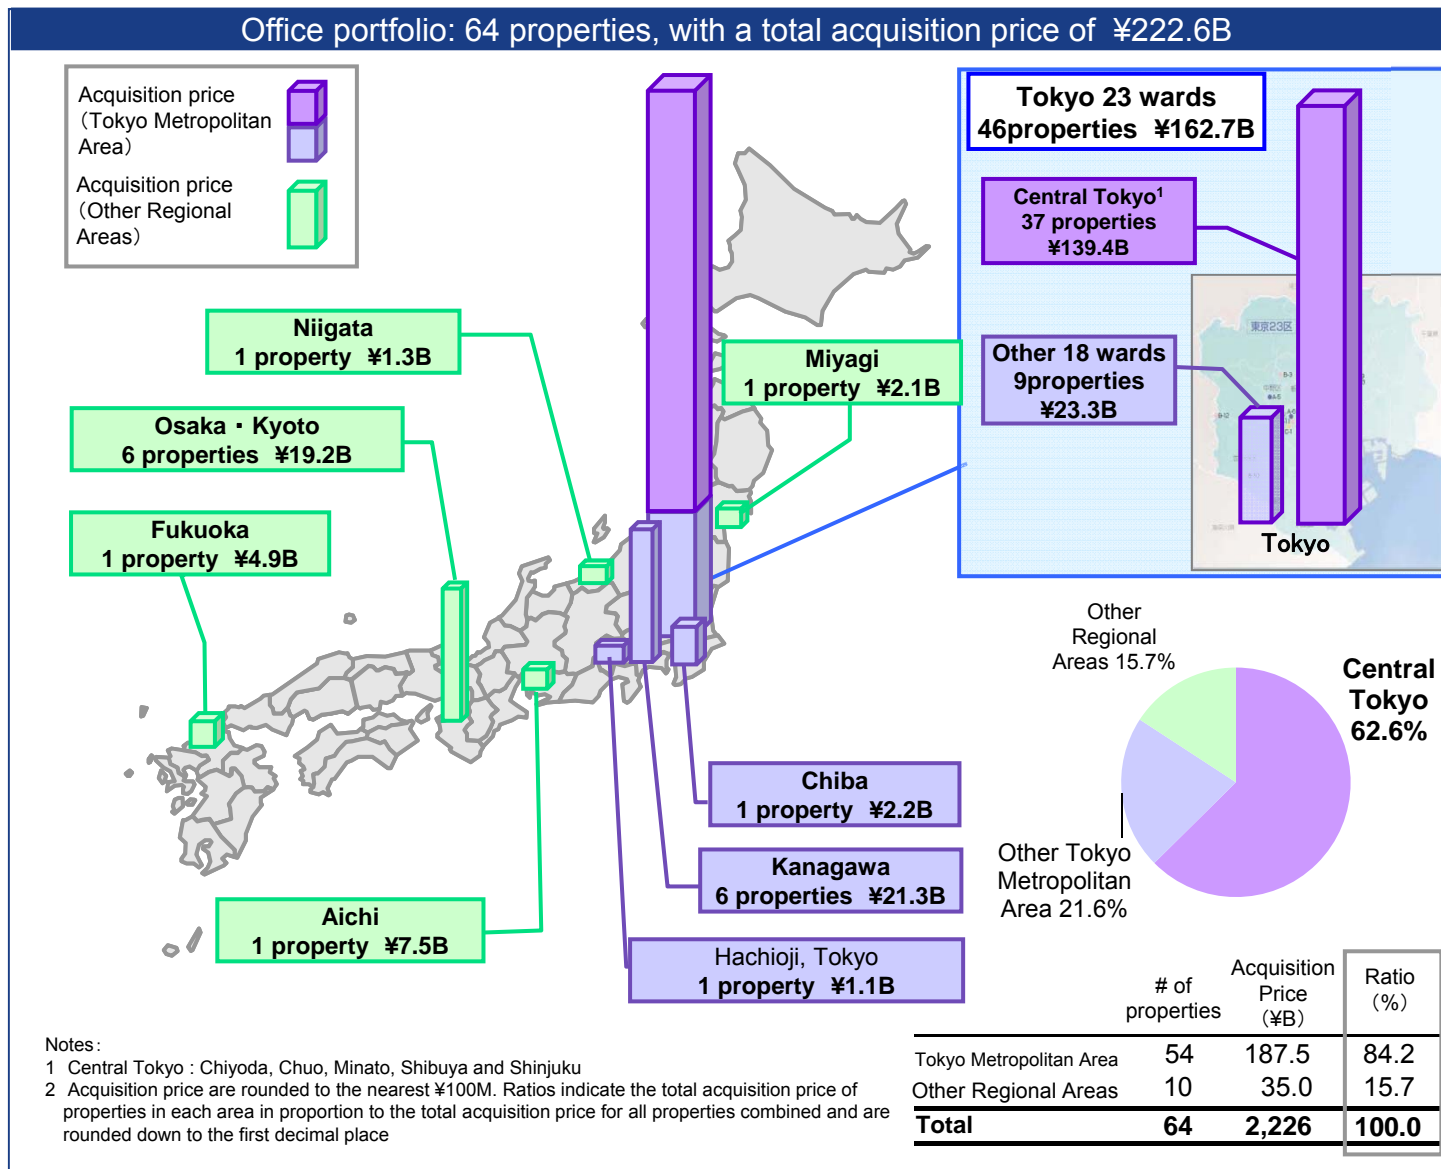 Office portfolio: 64 properties, with a total acquisition price of ¥222.6B
Acquisition price
（Tokyo Metropolitan
Area）
Acquisition price
（Other Regional
Areas）
Tokyo 23 wards
46properties ¥162.7B
Central Tokyo1
37 properties
¥139.4B
東京23区
Other 18 wards
9properties
¥23.3B
Tokyo
Niigata
1 property ¥1.3B
Miyagi
1 property ¥2.1B
Osaka・Kyoto
6 properties ¥19.2B
Fukuoka
1 property ¥4.9B
Chiba
1 property ¥2.2B
Kanagawa
6 properties ¥21.3B
Aichi
1 property ¥7.5B
Hachioji, Tokyo
1 property ¥1.1B
Other
Regional
Areas 15.7%
Central
Tokyo
62.6%
Other Tokyo
Metropolitan
Area 21.6%
# of properties Acquisition Price （¥B） Ratio （%）
Tokyo Metropolitan Area 54 187.5 84.2
Other Regional Areas 10 35.0 15.7
Total 64 2,226 100.0
Notes:
1 Central Tokyo : Chiyoda, Chuo, Minato, Shibuya and Shinjuku
2 Acquisition price are rounded to the nearest ¥100M. Ratios indicate the total acquisition price of
properties in each area in proportion to the total acquisition price for all properties combined and are
rounded down to the first decimal place